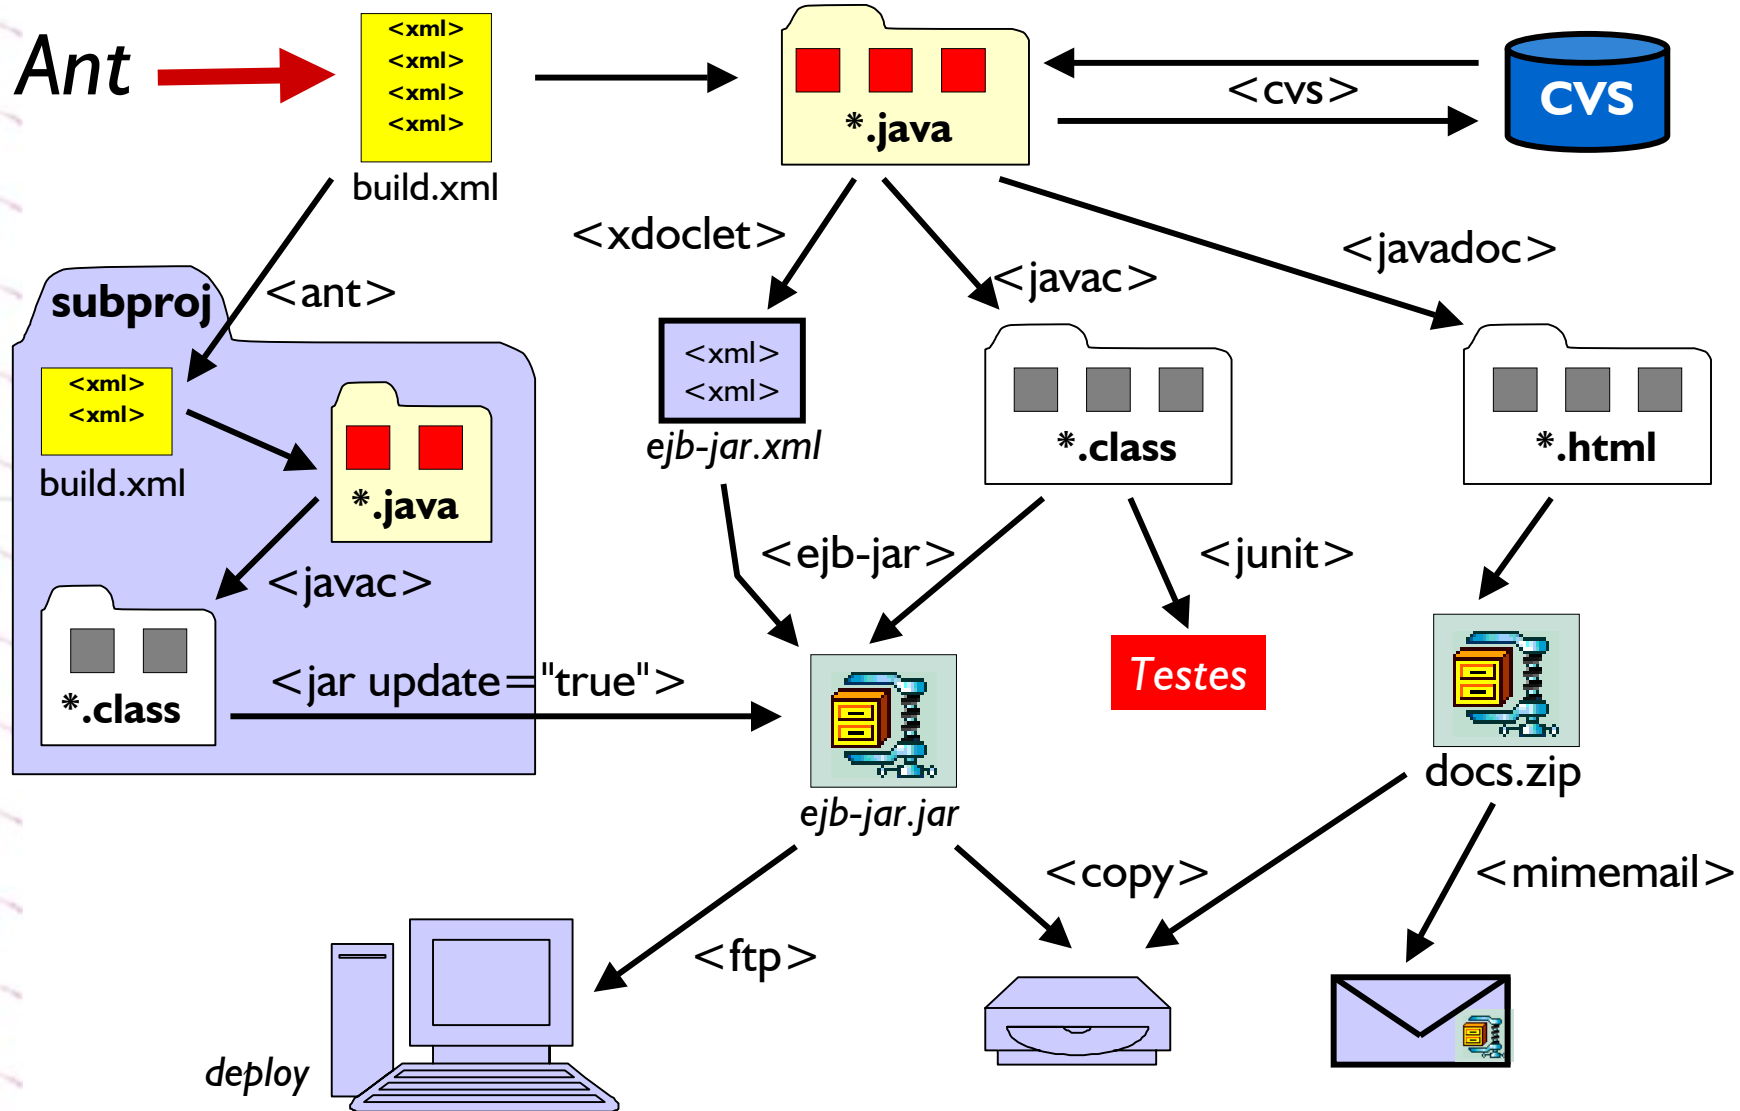 Ant
<xml>
<xml>
<xml>
<xml>
build.xml
*.java
<cvs>
CVS
<xdoclet>
<javac>
<javadoc>
<ant>
subproj
<xml>
<xml>
build.xml
*.java
<javac>
*.class
<jar update="true">
<xml>
<xml>
ejb-jar.xml
*.class
*.html
<ejb-jar>
<junit>
Testes
ejb-jar.jar
docs.zip
<copy>
<mimemail>
<ftp>
deploy